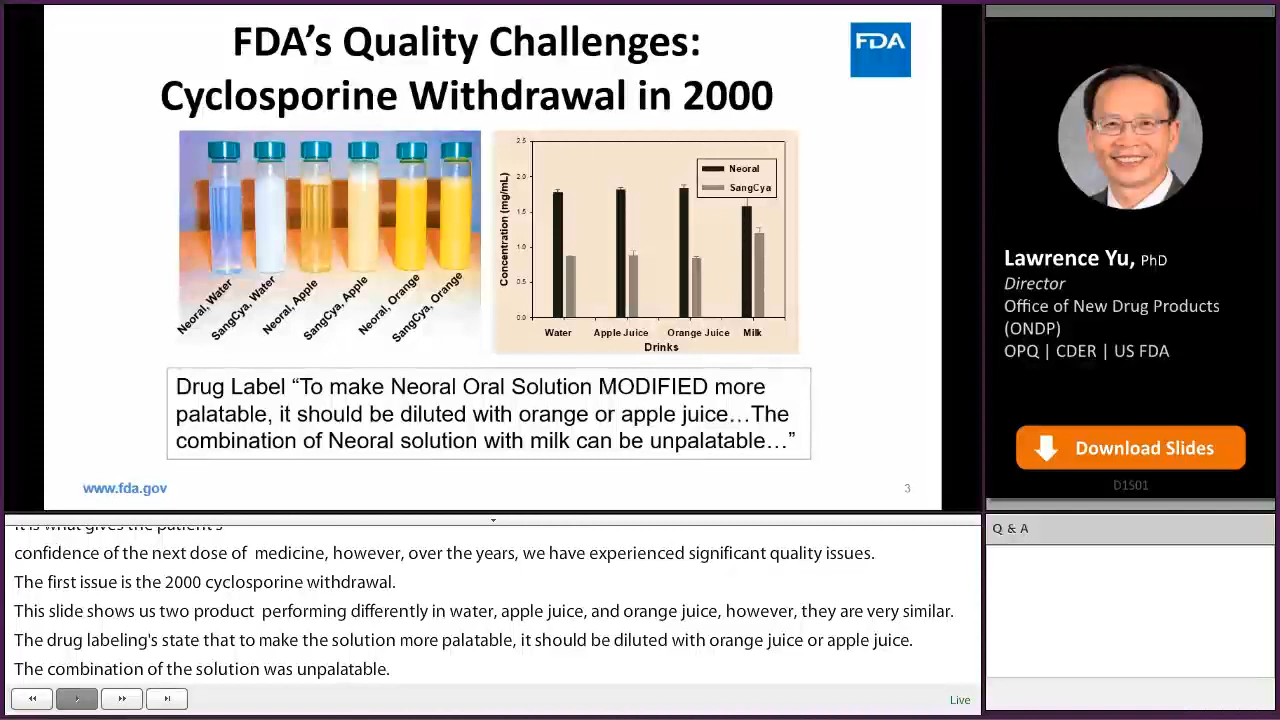 FDA's Quality Challenges:
Cyclosporine Withdrawal in 2000
FDA
Neoral, Water
SangCya, Water
Neoral, Apple
SangCya, Apple
Neoral, Orange
SangCya, Orange
Concentration (mg/mL)
2.5
2.0
1.5
1.0
0.5
0.0
Neoral
SangCya
Water
Apple Juice
Orange Juice
Milk
Drinks
Drug Label “To make Neoral Oral Solution MODIFIED more
palatable, it should be diluted with orange or apple juice…The
combination of Neoral solution with milk can be unpalatable…”
www.fda.gov
3
Lawrence Yu, PhD
Director
Office of New Drug Products
(ONDP)
OPQ | CDER | US FDA
Download Slides
D1S01
It is what gives the patient's
confidence of the next dose of medicine, however, over the years, we have experienced significant quality issues.
The first issue is the 2000 cyclosporine withdrawal.
This slide shows us two product performing differently in water, apple juice, and orange juice, however, they are very similar.
The drug labeling's state that to make the solution more palatable, it should be diluted with orange juice or apple juice.
The combination of the solution was unpalatable.
Live
Q & A